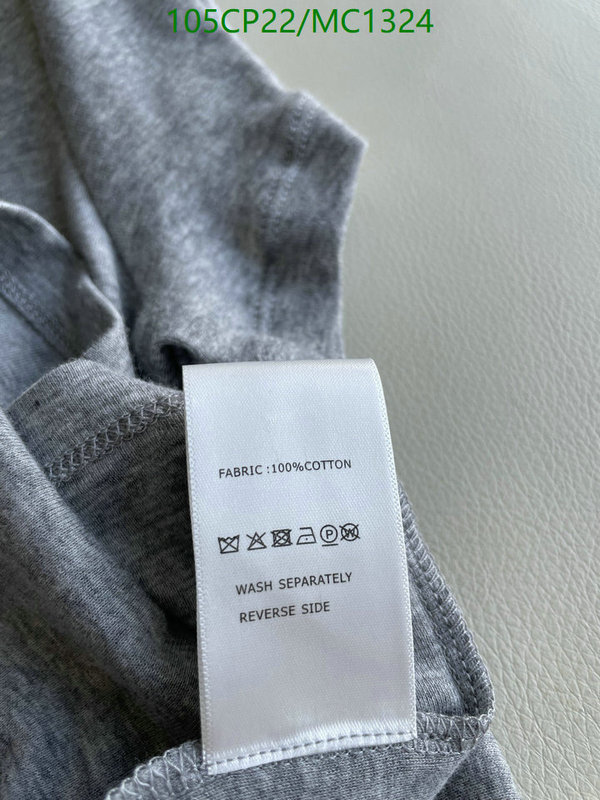 105CP22/MC1324
FABRIC :100%COTTON
P W
WASH SEPARATELY
REVERSE SIDE